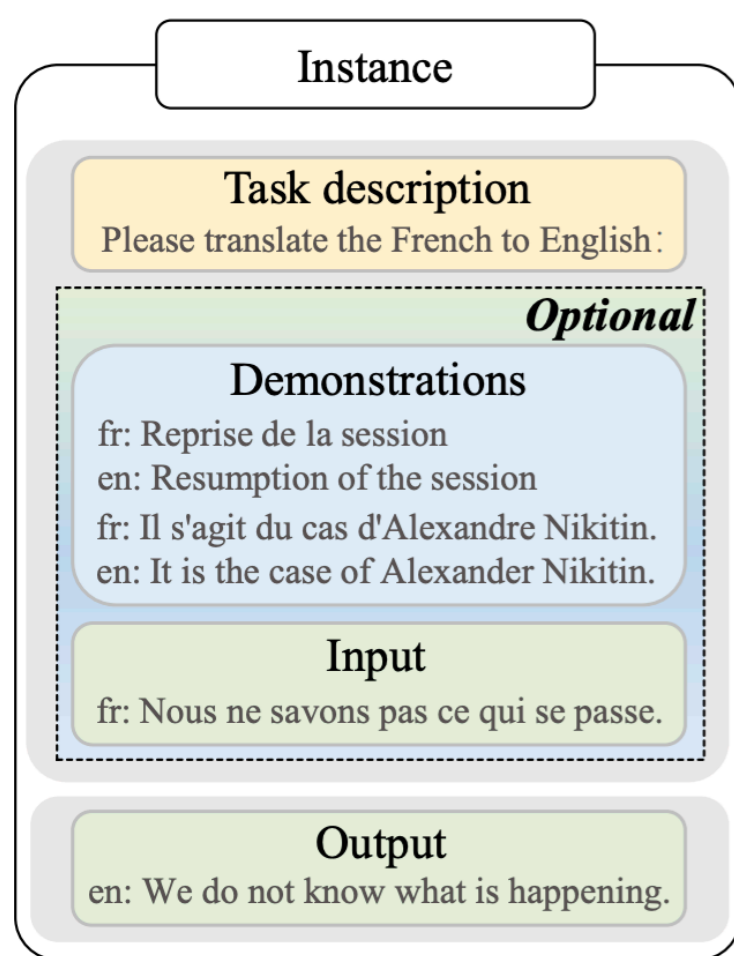 Instance
Task description
Please translate the French to English:
Optional
Demonstrations
fr: Reprise de la session
en: Resumption of the session
fr: Il s'agit du cas d'Alexandre Nikitin.
en: It is the case of Alexander Nikitin.
Input
fr: Nous ne savons pas ce qui se passe.
Output
en: We do not know what is happening.